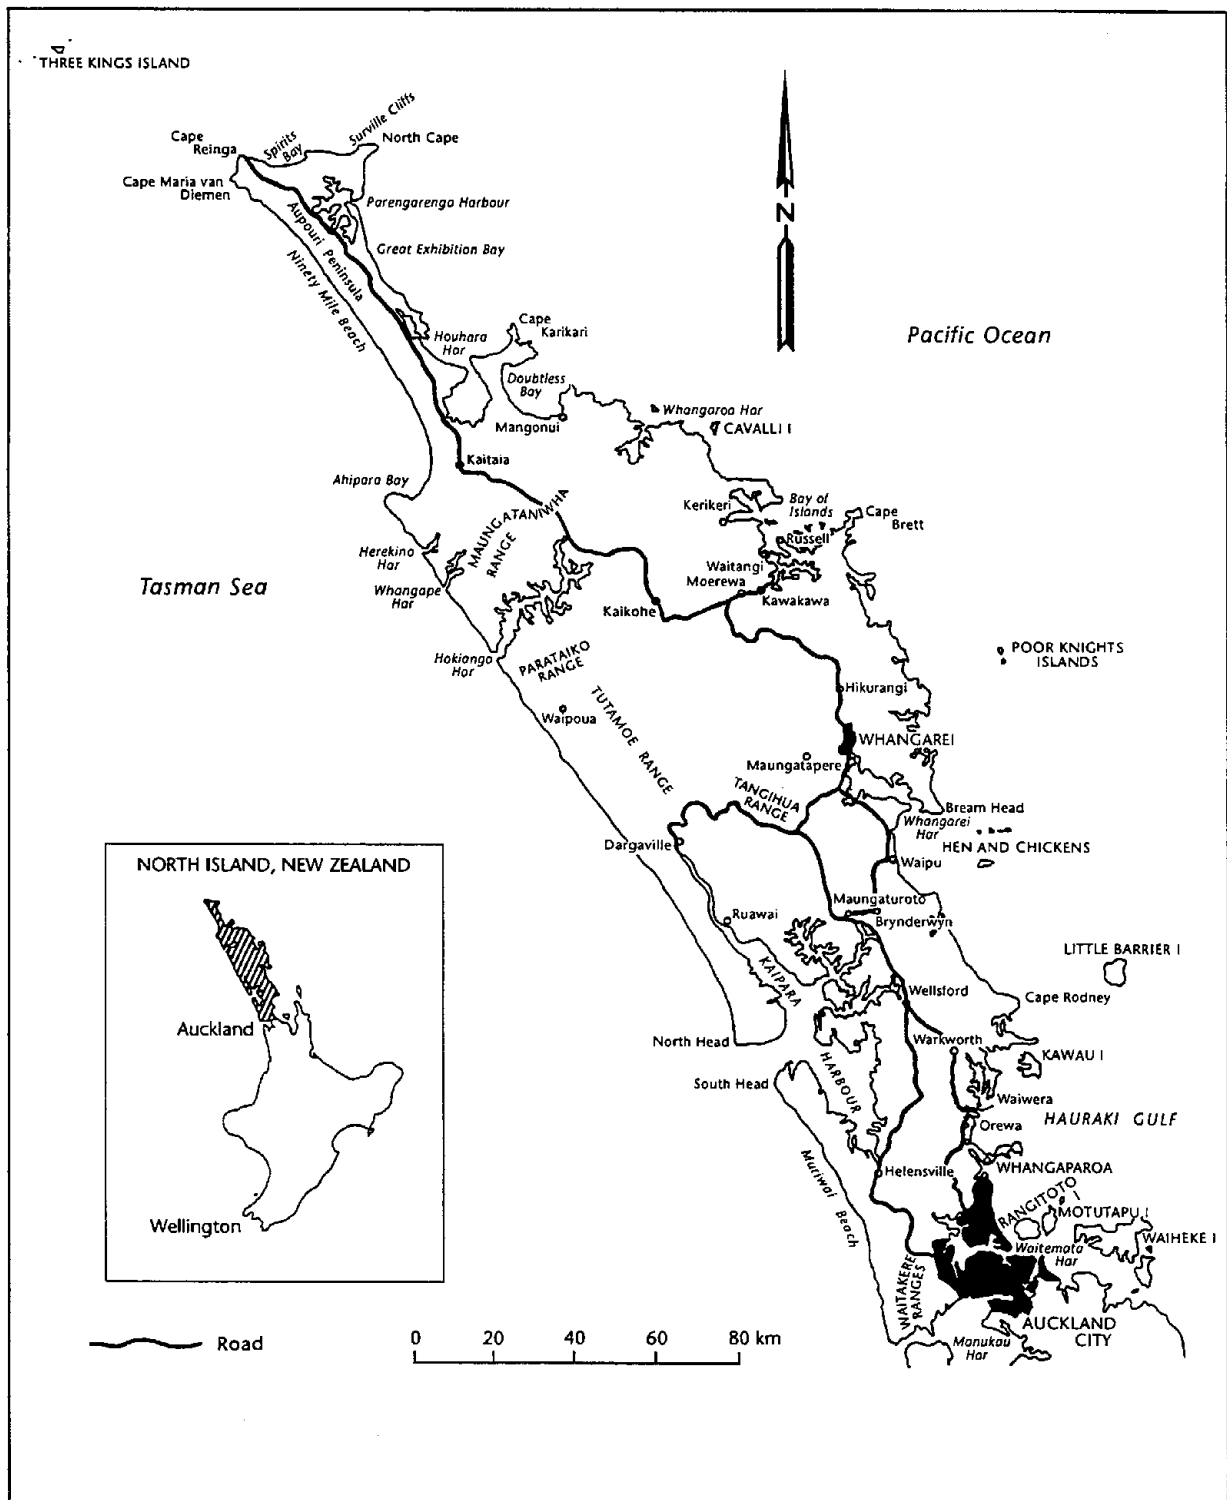 THREE KINGS ISLAND
Cape
Reinga
Spirits
Bay
Surville Cliffs
North Cape
Cape Maria van
Diemen
Parengarenga Harbour
Aupouri Peninsula
Great Exhibition Bay
Ninety Mile Beach
N
Houhara
Har
Cape
Karikari
Pacific Ocean
Doubtless
Bay
Mangonui
Whangaroa Har
CAVALLI I
Kaitaia
Ahipara Bay
MAUNGATANIWHA
RANGE
Kerikeri
Bay of
Islands
Cape
Brett
Russell
Herekino
Har
Waitangi
Whangape
Har
Tasman Sea
Moerewa
Kawakawa
Kaikohe
Hokianga
Har
PARATAIKO
RANGE
POOR KNIGHTS
ISLANDS
Hikurangi
Waipoua
TUTAMOE RANGE
WHANGAREI
Maungatapere
TANGIHUA
RANGE
Bream Head
Whangarei
Har
HEN AND CHICKENS
Dargaville
Waipu
Maungaturoto
Brynderwyn
Ruawai
LITTLE BARRIER I
KAIPARA
HARBOUR
Wellsford
Cape Rodney
North Head
Warkworth
KAWAU I
South Head
Waiwera
HAURAKI GULF
Orewa
Muriwai Beach
Helensville
WHANGAPAROA
RANGITOTO
I
MOTUTAPU I
Waitemata
Har
WAIHEKE I
WAITAKERE
RANGES
AUCKLAND
CITY
Manukau
Har
NORTH ISLAND, NEW ZEALAND
Auckland
Wellington
Road
0 20 40 60 80 km